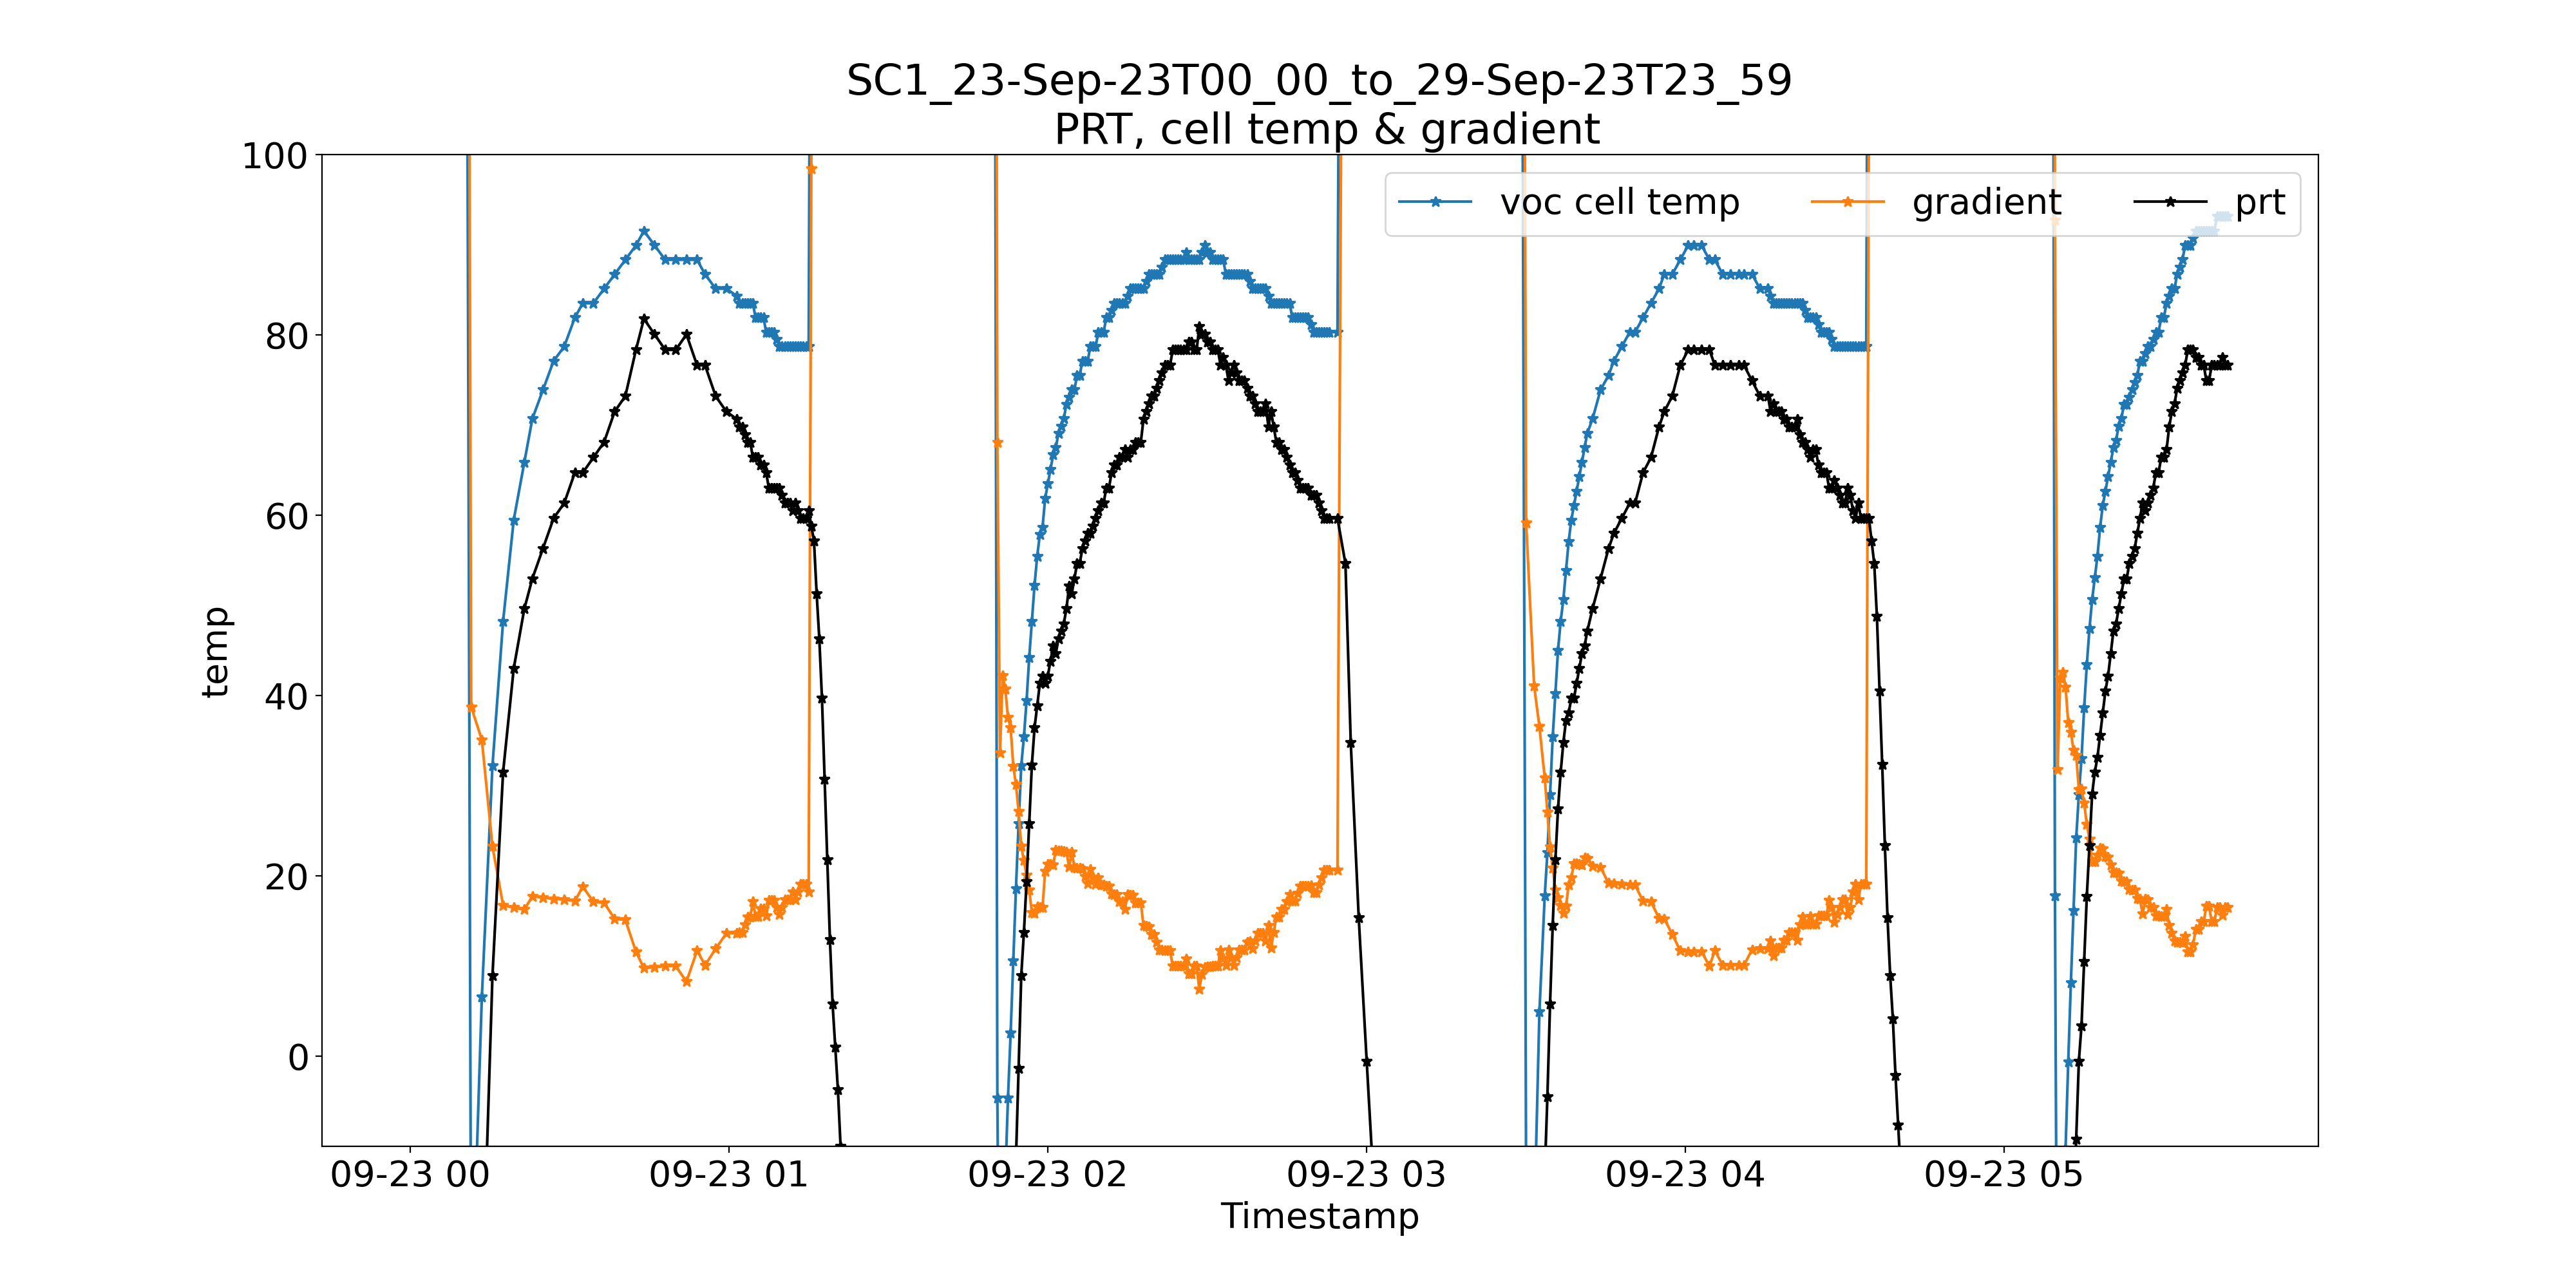 SC1_23-Sep-23T00_00_to_29-Sep-23T23_59
PRT, cell temp & gradient
100
80
60
40
20
0
temp
voc cell temp
gradient
prt
09-23 00
09-23 01
09-23 02
09-23 03
09-23 04
09-23 05
Timestamp